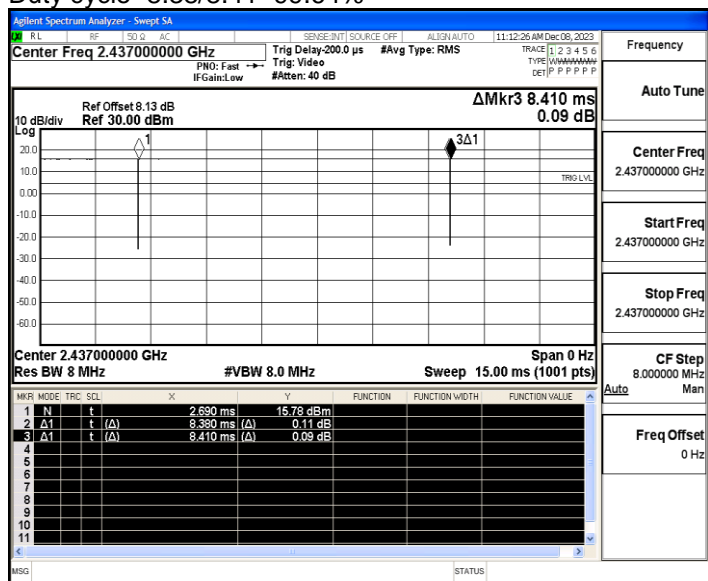 Agilent Spectrum Analyzer - Swept SA
RL RF 50 Ω AC SENSE:INT SOURCE OFF ALIGN AUTO 11:12:26 AM Dec 08, 2023
Center Freq 2.437000000 GHz
PNO: Fast
IFGain:Low
Trig Delay-200.0 µs
Trig: Video
#Atten: 40 dB
#Avg Type: RMS
TRACE 1 2 3 4 5 6
TYPE
DET P P P P P P
Frequency
Auto Tune
Center Freq
2.437000000 GHz
Start Freq
2.437000000 GHz
Stop Freq
2.437000000 GHz
CF Step
8.000000 MHz
Auto Man
Freq Offset
0 Hz
ΔMkr3 8.410 ms
0.09 dB
Ref Offset 8.13 dB
10 dB/div Ref 30.00 dBm
Log
1
3Δ1
20.0
10.0
TRIG LVL
0.00
-10.0
-20.0
-30.0
-40.0
-50.0
-60.0
Center 2.437000000 GHz Span 0 Hz
Res BW 8 MHz #VBW 8.0 MHz Sweep 15.00 ms (1001 pts)
MKR MODE TRC SCL X Y FUNCTION FUNCTION WIDTH FUNCTION VALUE
1 N t 2.690 ms 15.78 dBm
2 Δ1 t (Δ) 8.380 ms (Δ) 0.11 dB
3 Δ1 t (Δ) 8.410 ms (Δ) 0.09 dB
4
5
6
7
8
9
10
11
MSG STATUS